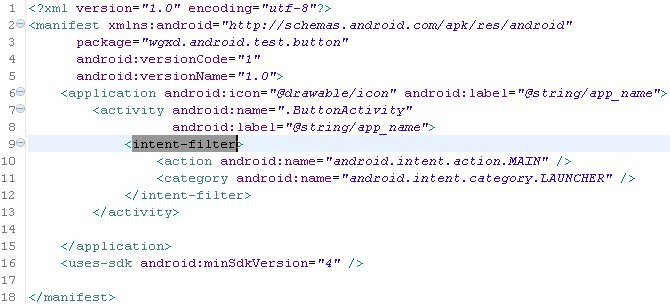 1 <?xml version="1.0" encoding="utf-8"?>
2 <manifest xmlns:android="http://schemas.android.com/apk/res/android"
3 package="wgxd.android.test.button"
4 android:versionCode="1"
5 android:versionName="1.0">
6 <application android:icon="@drawable/icon" android:label="@string/app_name">
7 <activity android:name=".ButtonActivity"
8 android:label="@string/app_name">
9 <intent-filter>
10 <action android:name="android.intent.action.MAIN" />
11 <category android:name="android.intent.category.LAUNCHER" />
12 </intent-filter>
13 </activity>
14
15 </application>
16 <uses-sdk android:minSdkVersion="4" />
17
18 </manifest>